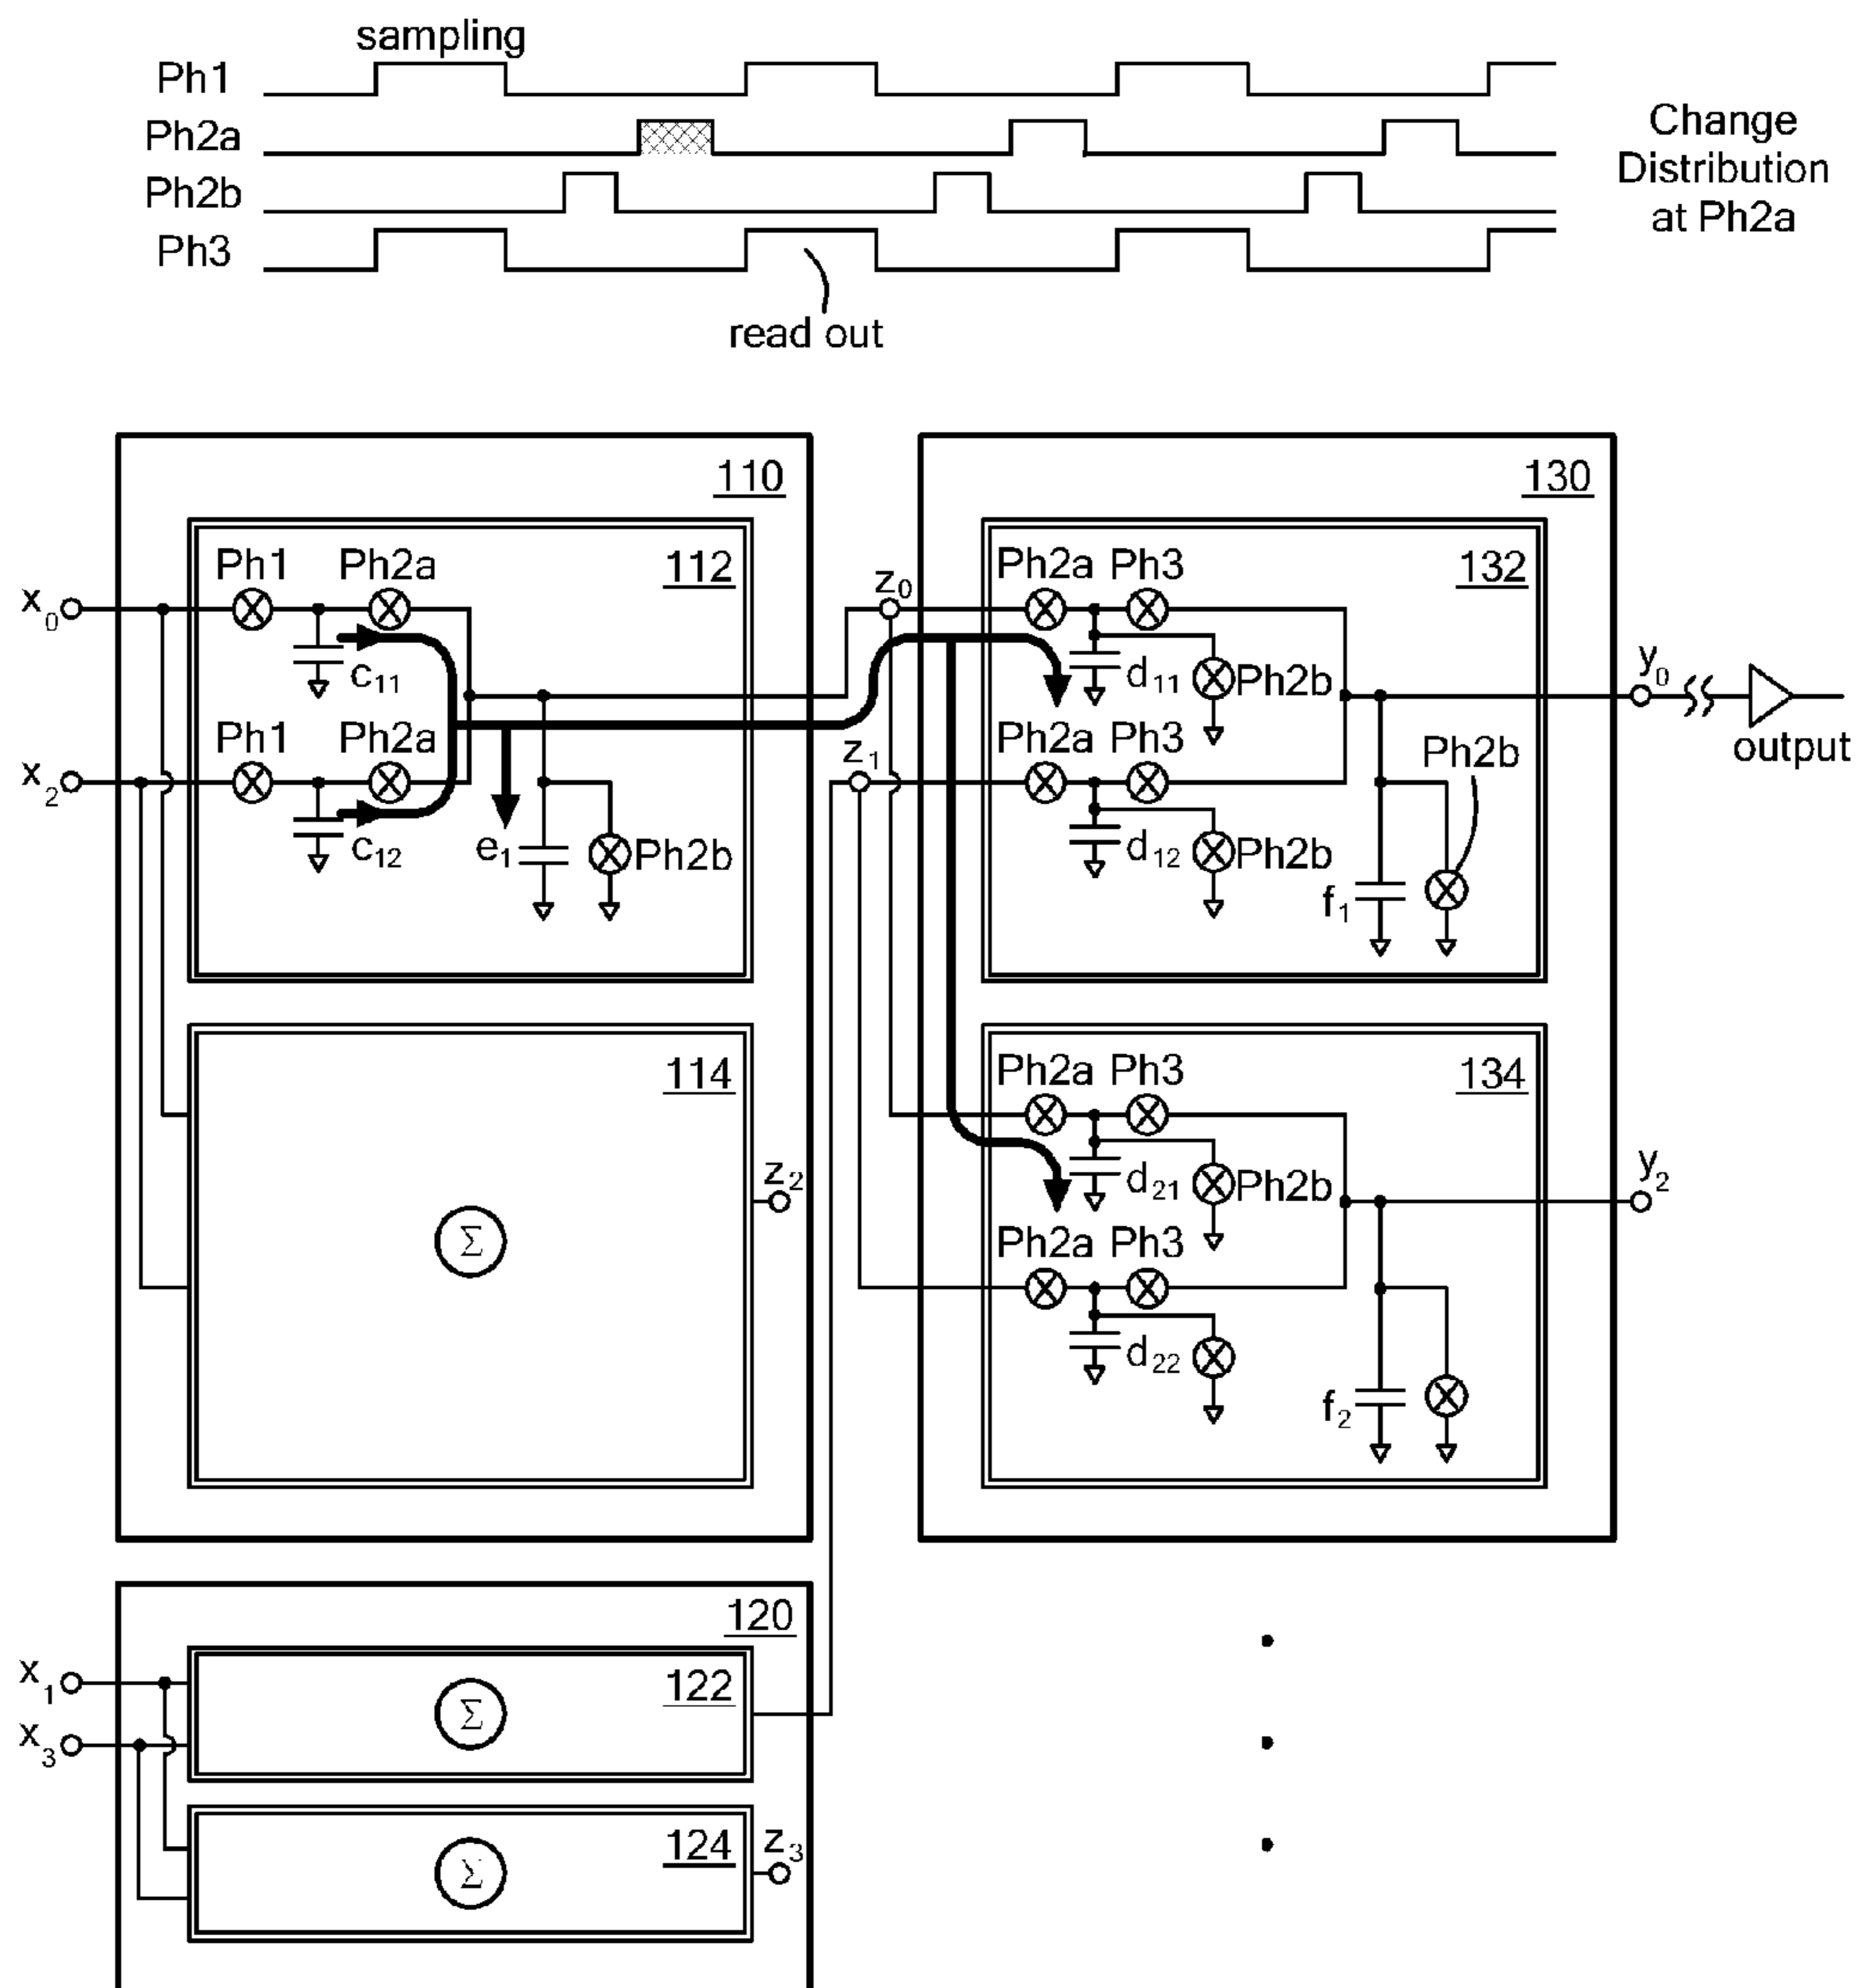 sampling
Ph1
Ph2a
Ph2b
Ph3
read out
Change
Distribution
at Ph2a
110
112
Ph1 Ph2a
x0
c11
Ph1 Ph2a
x2
c12
e1
Ph2b
114
Σ
z2
z0
z1
130
132
Ph2a Ph3
d11
Ph2b
Ph2a Ph3
d12
Ph2b
f1
Ph2b
y0
output
134
Ph2a Ph3
d21
Ph2b
Ph2a Ph3
d22
f2
y2
120
x1
x3
122
Σ
124
Σ
z3